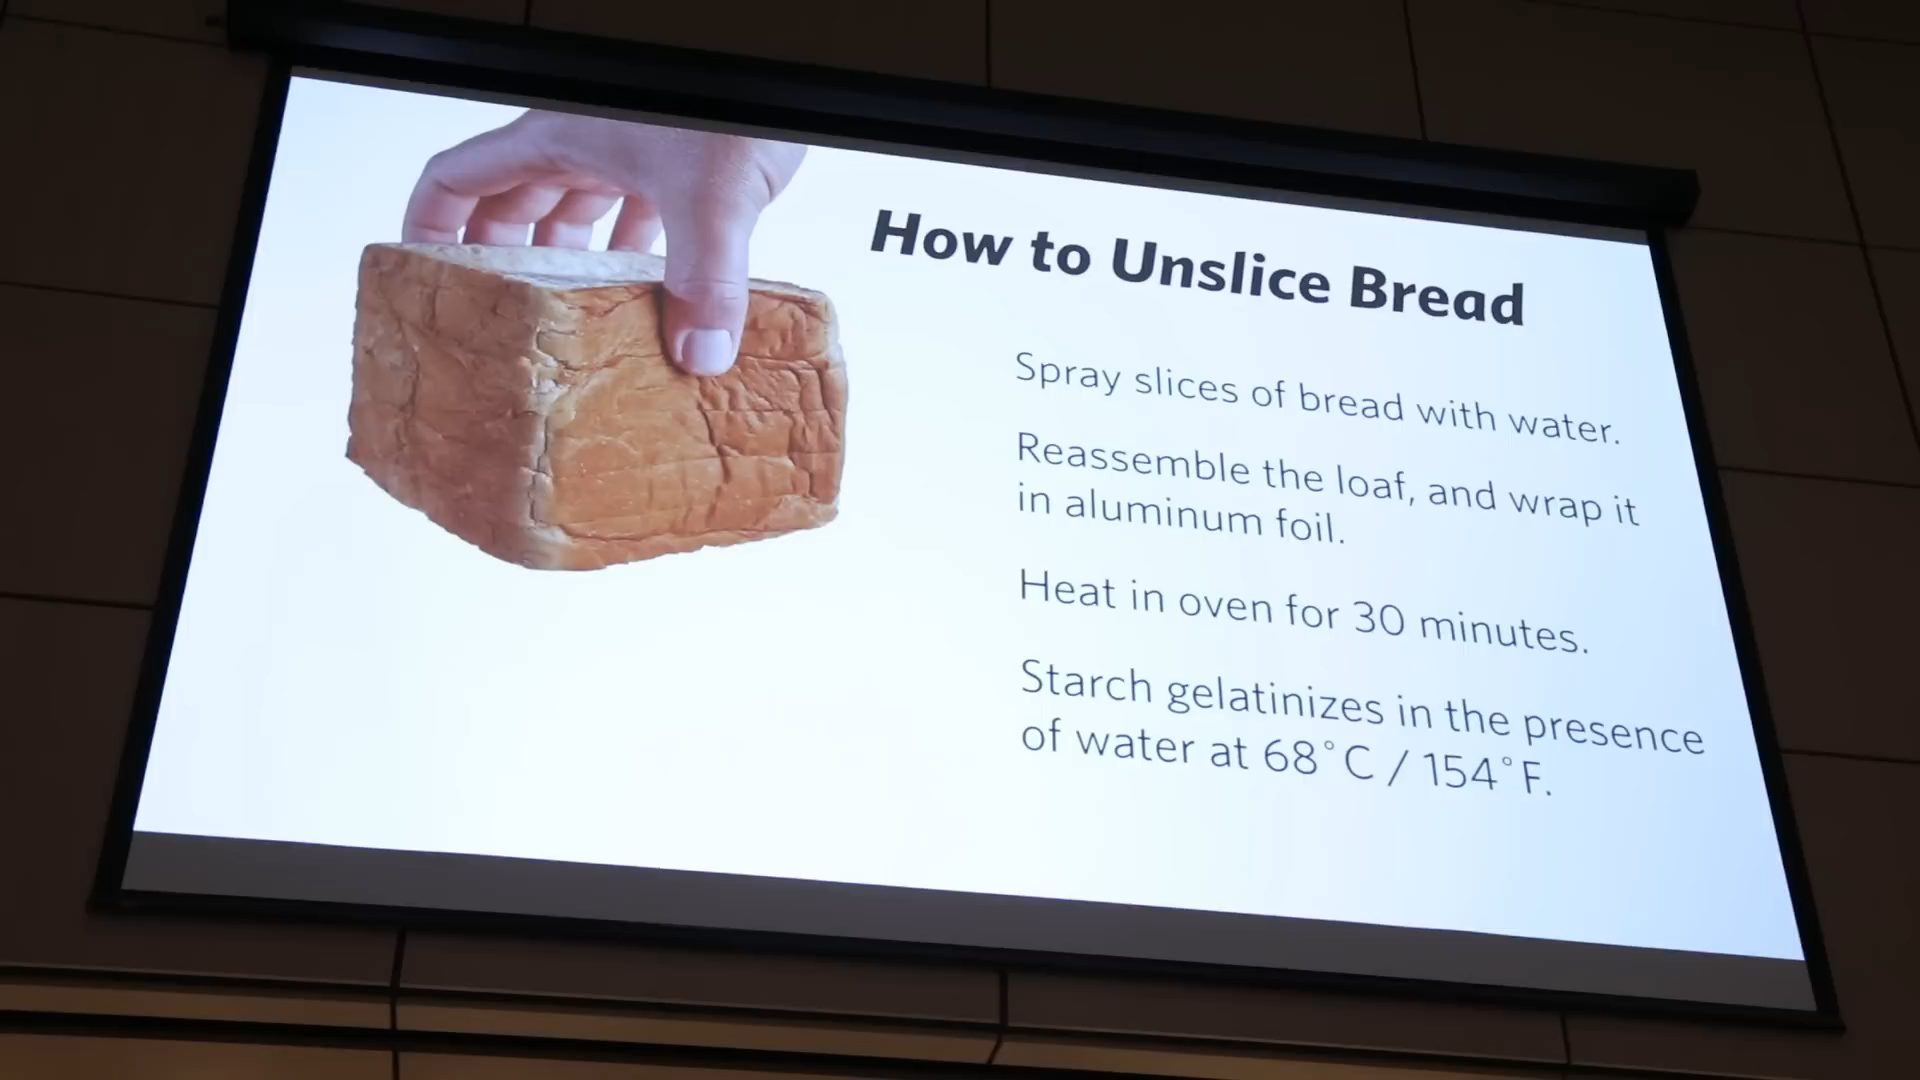 How to Unslice Bread
Spray slices of bread with water.
Reassemble the loaf, and wrap it
in aluminum foil.
Heat in oven for 30 minutes.
Starch gelatinizes in the presence
of water at 68°C / 154°F.